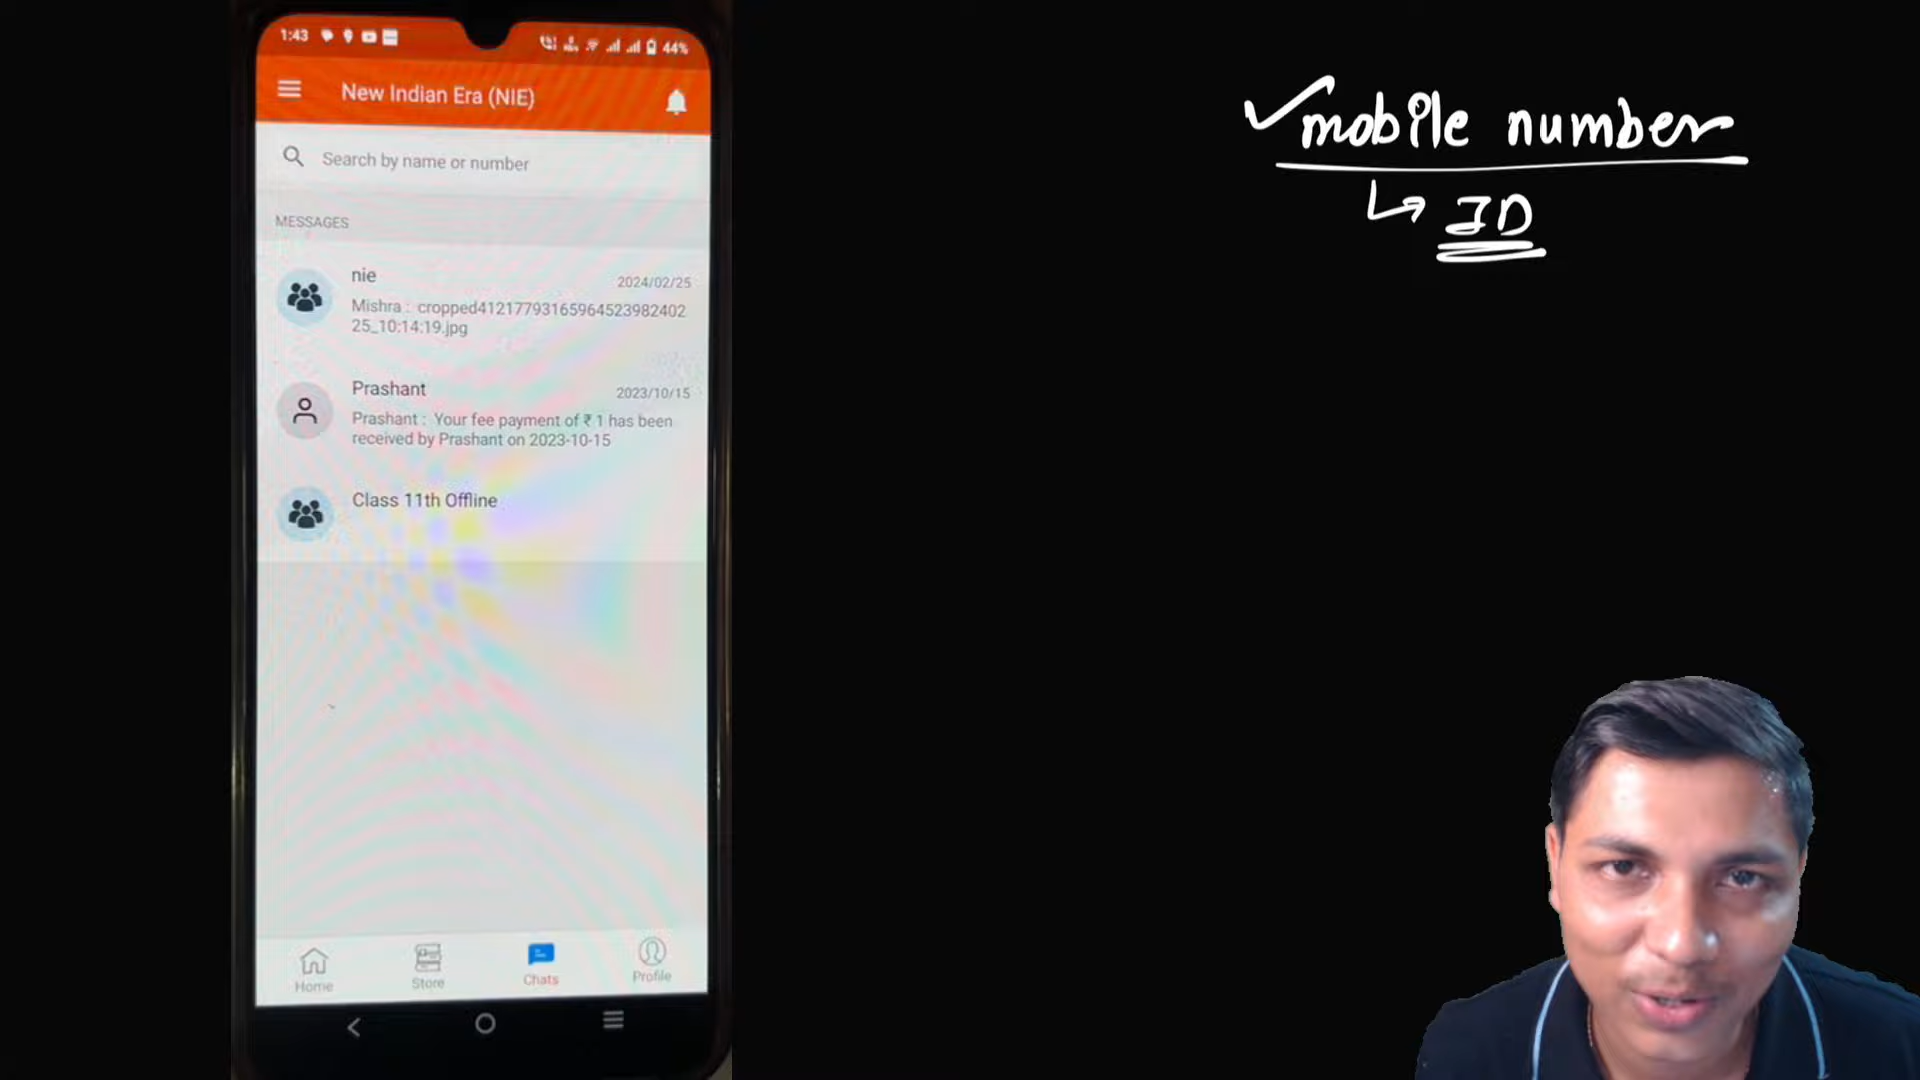 1:43
44%
New Indian Era (NIE)
Search by name or number
MESSAGES
nie
2024/02/25
Mishra : cropped41217793165964523982402
25_10:14:19.jpg
Prashant
2023/10/15
Prashant : Your fee payment of ₹ 1 has been
received by Prashant on 2023-10-15
Class 11th Offline
Home
Store
Chats
Profile
mobile number
ID